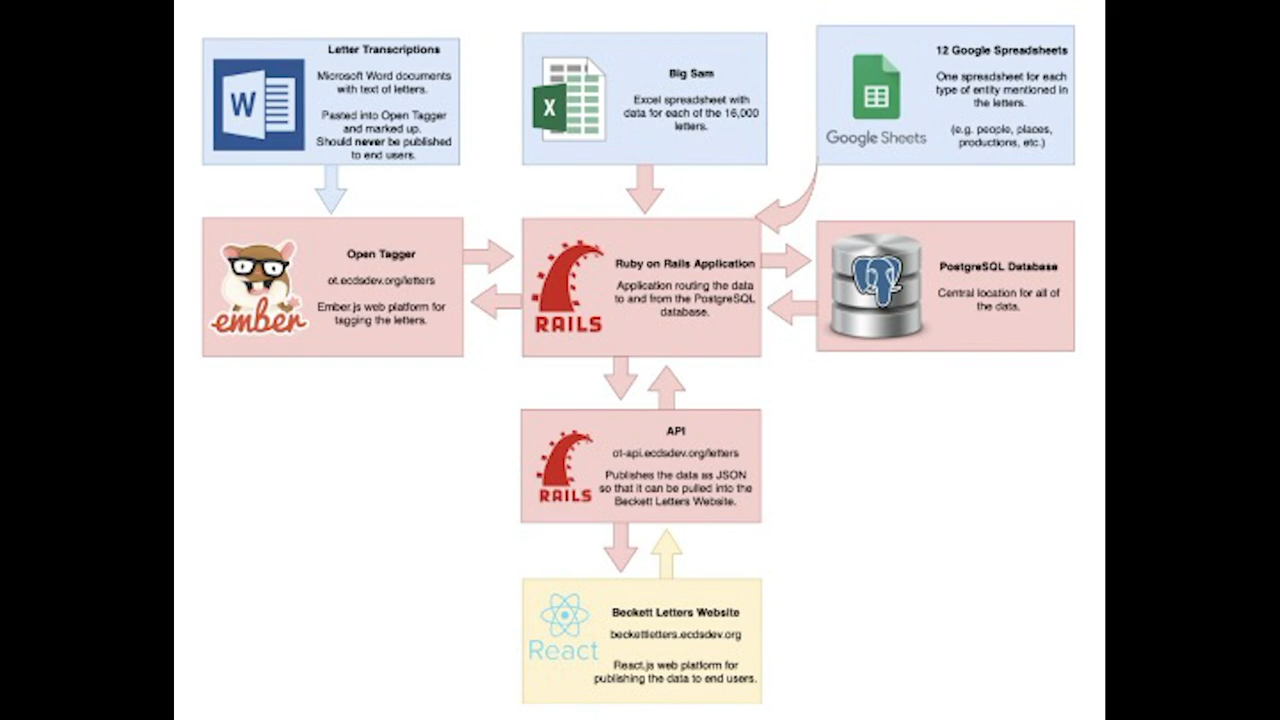 Letter Transcriptions
Microsoft Word documents
with text of letters.
Pasted into Open Tagger
and marked up.
Should never be published
to end users.
W
Big Sam
Excel spreadsheet with
data for each of the 16,000
letters.
X
12 Google Spreadsheets
One spreadsheet for each
type of entity mentioned in
the letters.
(e.g. people, places,
productions, etc.)
Google Sheets
Open Tagger
ot.ecdsdev.org/letters
Ember.js web platform for
tagging the letters.
ember
Ruby on Rails Application
Application routing the data
to and from the PostgreSQL
database.
RAILS
PostgreSQL Database
Central location for all of
the data.
API
ot-api.ecdsdev.org/letters
Publishes the data as JSON
so that it can be pulled into the
Beckett Letters Website.
RAILS
Beckett Letters Website
beckettletters.ecdsdev.org
React.js web platform for
publishing the data to end users.
React